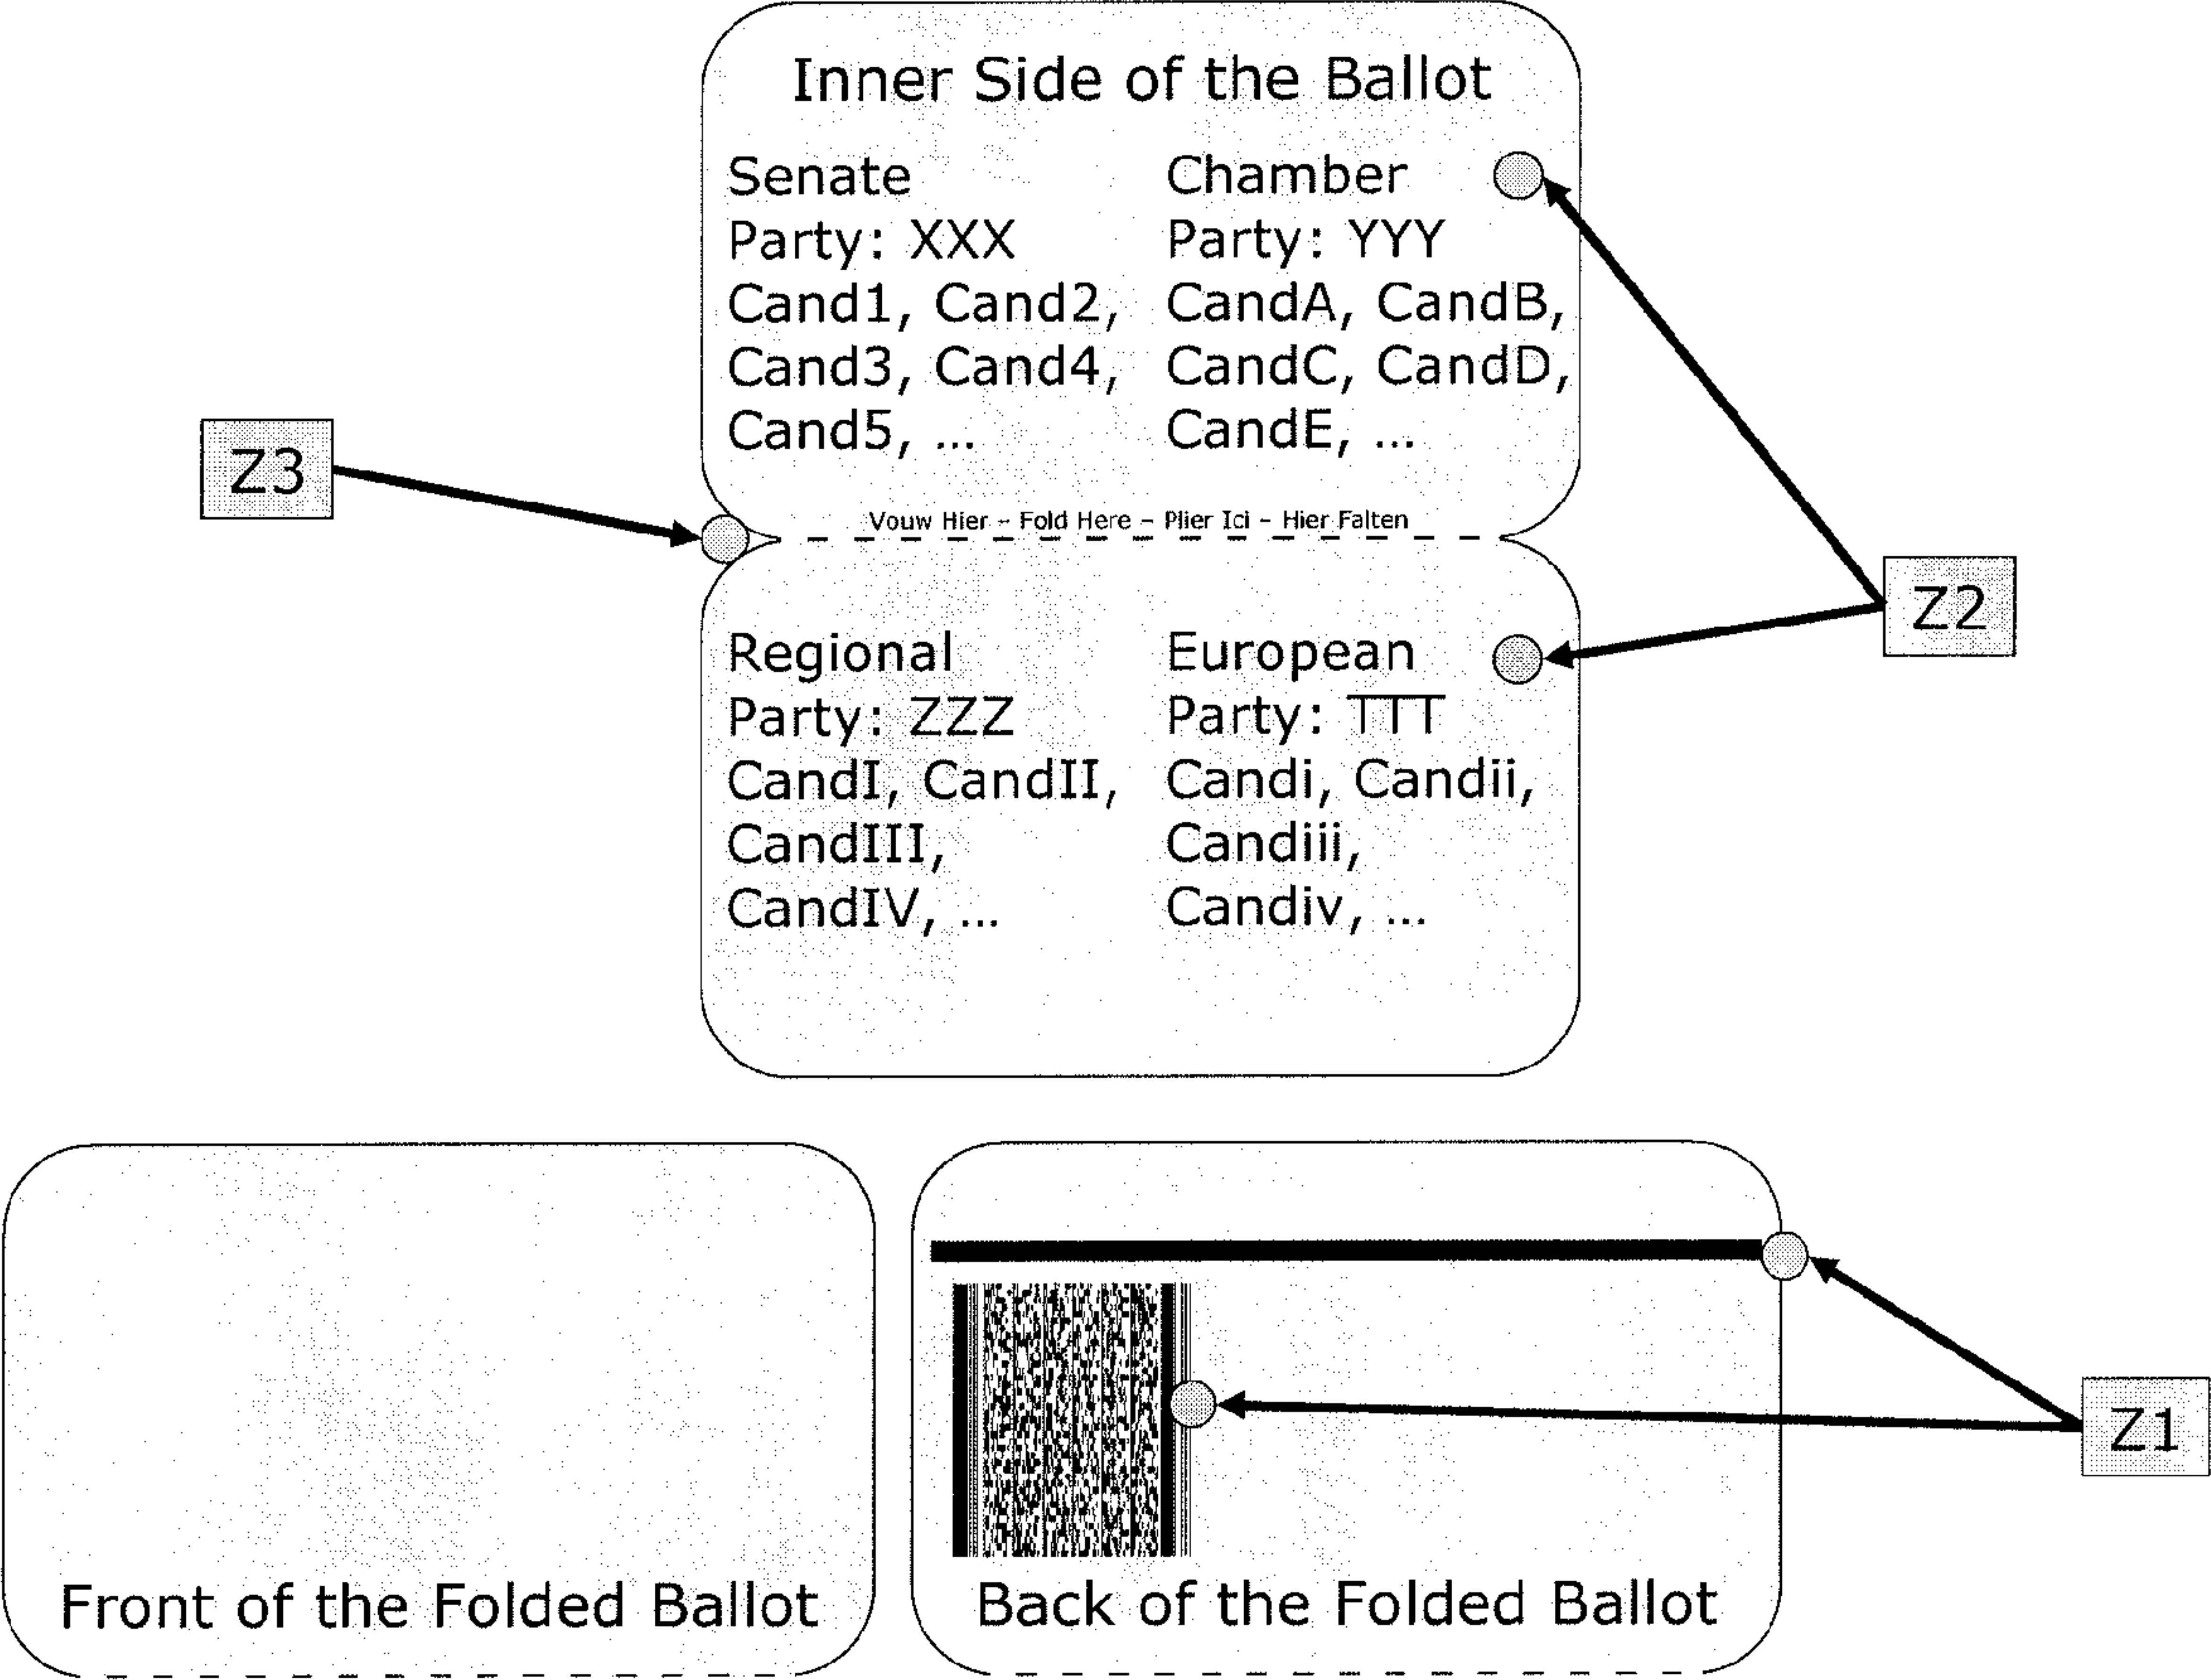 Inner Side of the Ballot
Senate
Party: XXX
Cand1, Cand2,
Cand3, Cand4,
Cand5, ...
Chamber
Party: YYY
CandA, CandB,
CandC, CandD,
CandE, ...
Z3
Vouw Hier - Fold Here - Plier Ici - Hier Falten
Z2
Regional
Party: ZZZ
CandI, CandII,
CandIII,
CandIV, ...
European
Party: TTT
Candi, Candii,
Candiii,
Candiv, ...
Z1
Front of the Folded Ballot
Back of the Folded Ballot